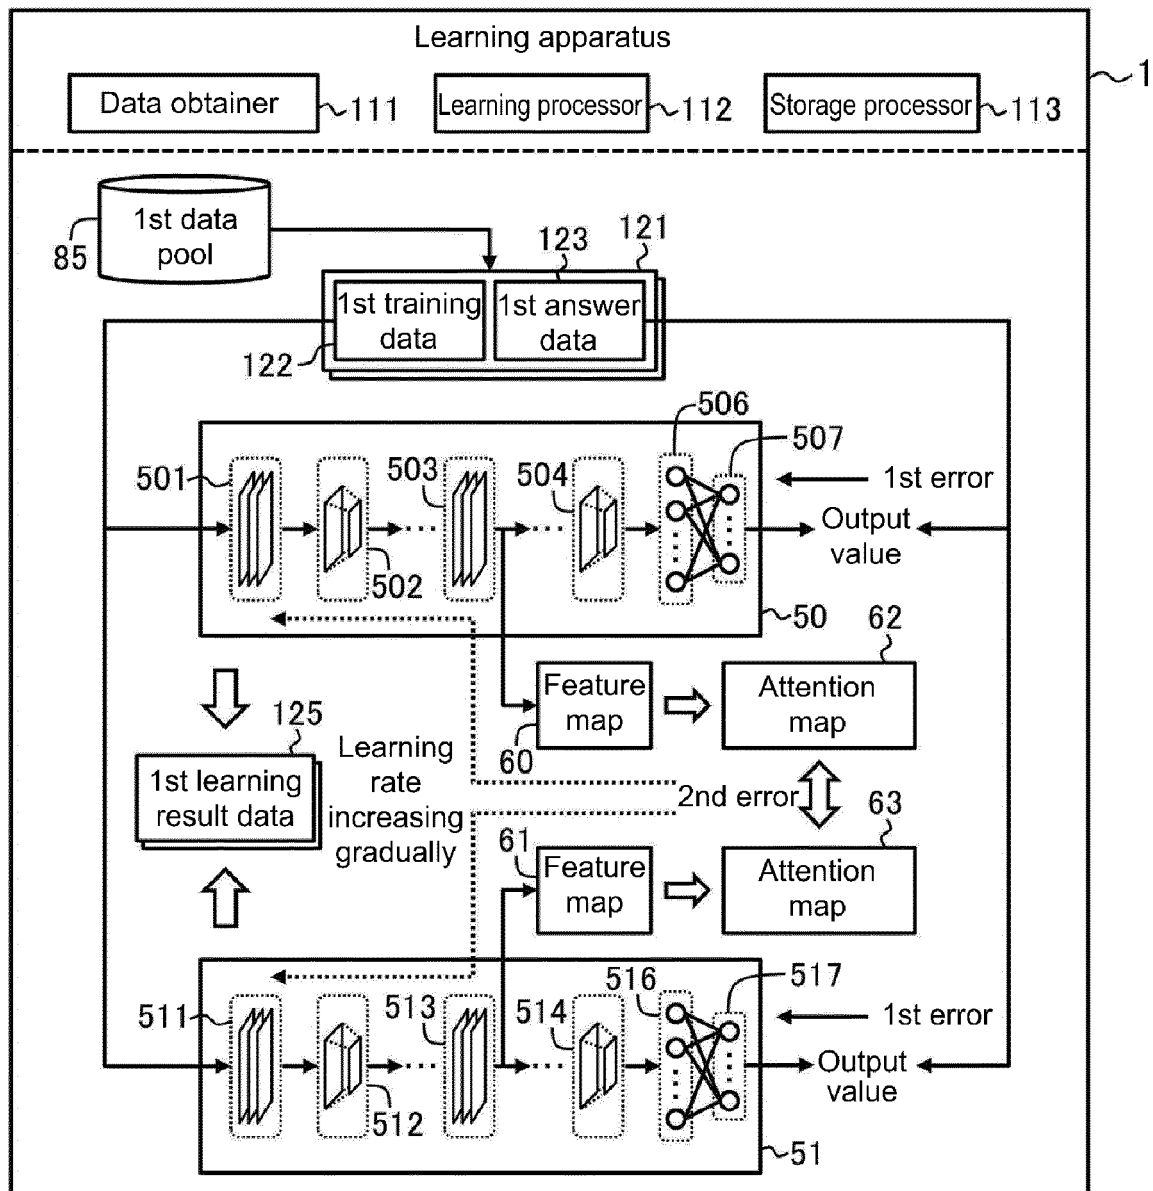 Learning apparatus
1
Data obtainer
111
Learning processor
112
Storage processor
113
1st data
pool
85
123
121
1st training
data
1st answer
data
122
506
507
501
503
504
1st error
Output
value
502
50
62
Feature
map
Attention
map
60
125
1st learning
result data
Learning
rate
increasing
gradually
2nd error
63
61
Feature
map
Attention
map
516
517
511
513
514
1st error
Output
value
512
51